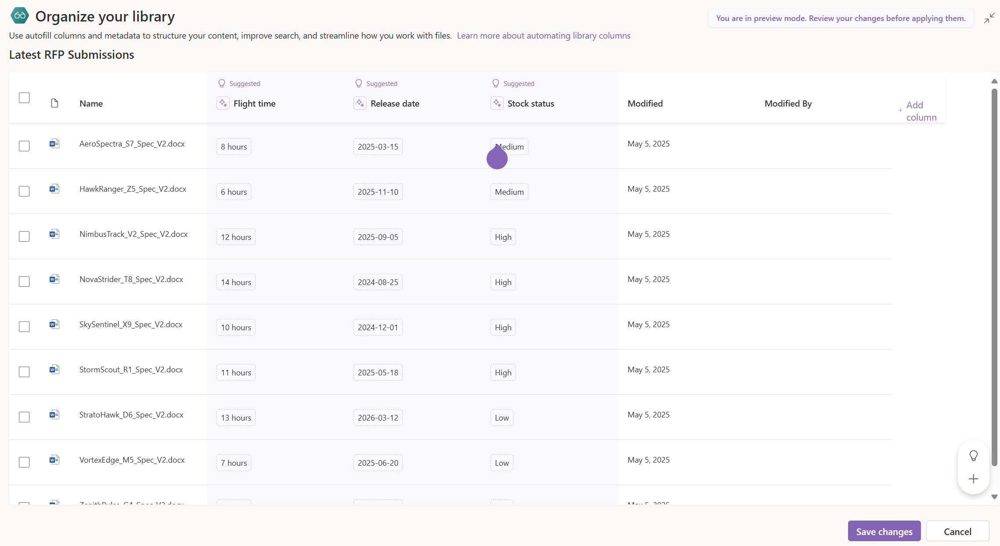 Organize your library
You are in preview mode. Review your changes before applying them.
Use autofill columns and metadata to structure your content, improve search, and streamline how you work with files. Learn more about automating library columns
Latest RFP Submissions
Suggested Suggested Suggested
Name Flight time Release date Stock status Modified Modified By + Add column
AeroSpectra_S7_Spec_V2.docx 8 hours 2025-03-15 Medium May 5, 2025
HawkRanger_Z5_Spec_V2.docx 6 hours 2025-11-10 Medium May 5, 2025
NimbusTrack_V2_Spec_V2.docx 12 hours 2025-09-05 High May 5, 2025
NovaStrider_T8_Spec_V2.docx 14 hours 2024-08-25 High May 5, 2025
SkySentinel_X9_Spec_V2.docx 10 hours 2024-12-01 High May 5, 2025
StormScout_R1_Spec_V2.docx 11 hours 2025-05-18 High May 5, 2025
StratoHawk_D6_Spec_V2.docx 13 hours 2026-03-12 Low May 5, 2025
VortexEdge_M5_Spec_V2.docx 7 hours 2025-06-20 Low May 5, 2025
May 5, 2025
Save changes Cancel